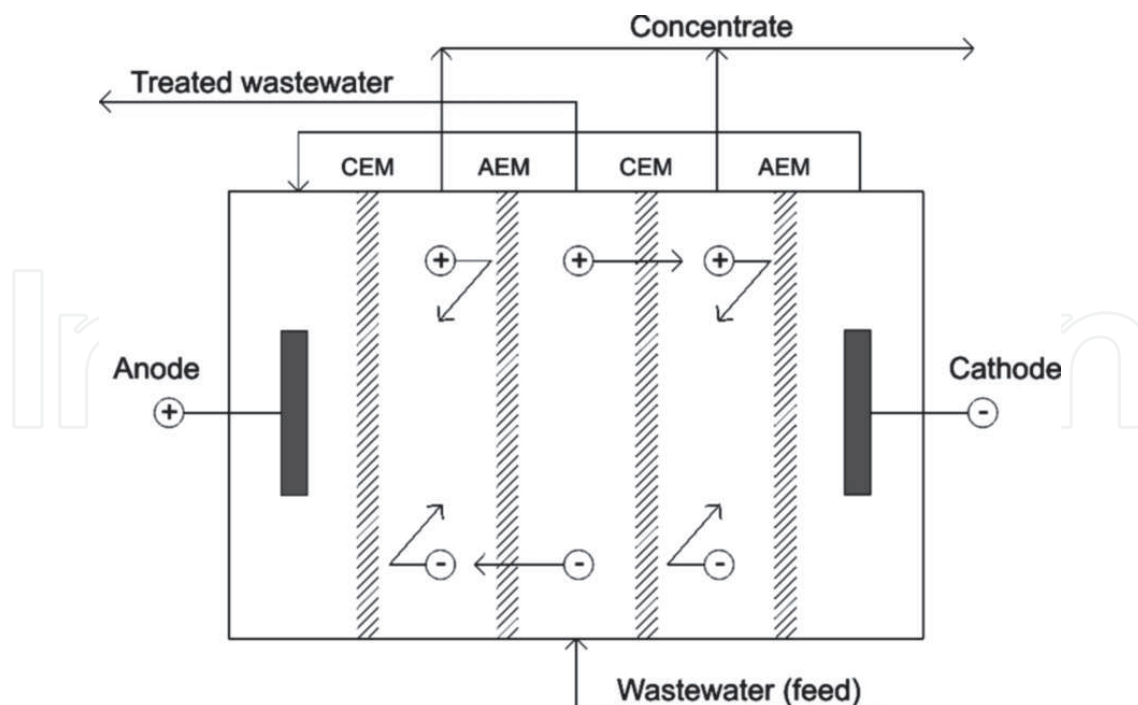 Concentrate
Treated wastewater
CEM AEM CEM AEM
+ + +
Anode Cathode
+ -
- - -
Wastewater (feed)